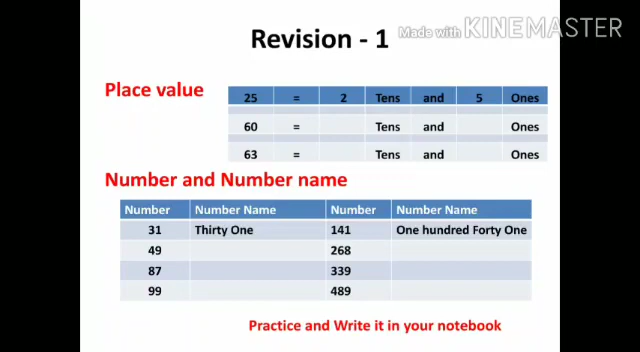 Revision - 1
Made with KINEMASTER
Place value
25 = 2 Tens and 5 Ones
60 = Tens and Ones
63 = Tens and Ones
Number and Number name
Number Number Name Number Number Name
31 Thirty One 141 One hundred Forty One
49 268
87 339
99 489
Practice and Write it in your notebook